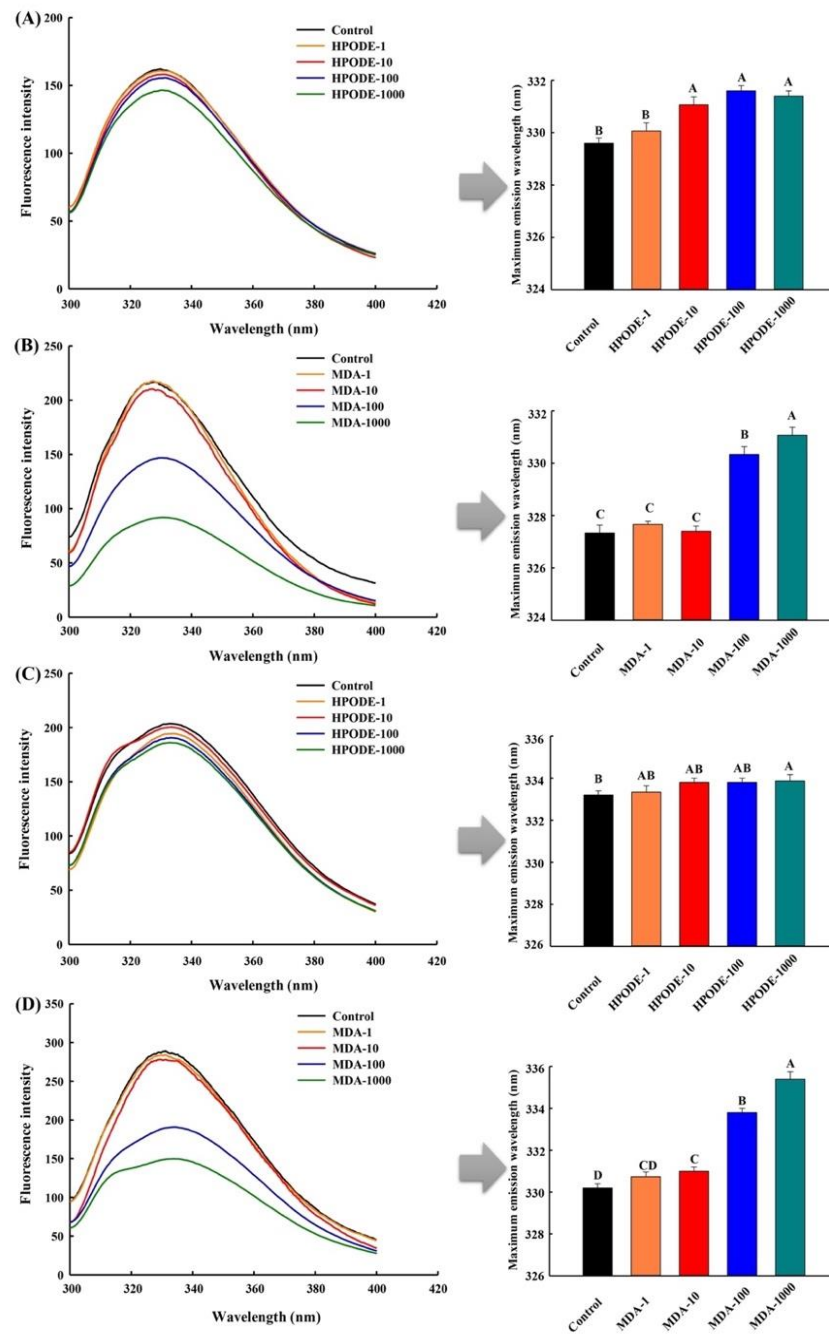 (A)
200
150
100
50
0
Fluorescence intensity
Control
HPODE-1
HPODE-10
HPODE-100
HPODE-1000
300 320 340 360 380 400 420
Wavelength (nm)
332
330
328
326
324
Maximum emission wavelength (nm)
B B A A A
Control HPODE-1 HPODE-10 HPODE-100 HPODE-1000
(B)
250
200
150
100
50
0
Fluorescence intensity
Control
MDA-1
MDA-10
MDA-100
MDA-1000
300 320 340 360 380 400 420
Wavelength (nm)
332
330
328
326
324
Maximum emission wavelength (nm)
C C C B A
Control MDA-1 MDA-10 MDA-100 MDA-1000
(C)
250
200
150
100
50
0
Fluorescence intensity
Control
HPODE-1
HPODE-10
HPODE-100
HPODE-1000
300 320 340 360 380 400 420
Wavelength (nm)
336
334
332
330
328
326
Maximum emission wavelength (nm)
B AB AB AB A
Control HPODE-1 HPODE-10 HPODE-100 HPODE-1000
(D)
350
300
250
200
150
100
50
0
Fluorescence intensity
Control
MDA-1
MDA-10
MDA-100
MDA-1000
300 320 340 360 380 400 420
Wavelength (nm)
336
334
331
330
328
326
Maximum emission wavelength (nm)
D CD C B A
Control MDA-1 MDA-10 MDA-100 MDA-1000